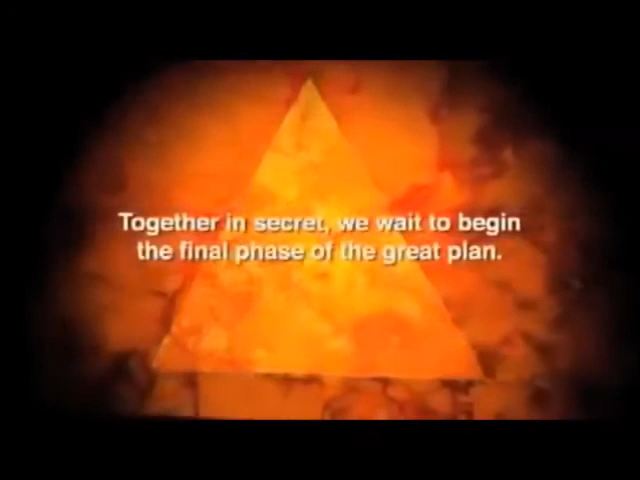 Together in secret, we wait to begin
the final phase of the great plan.